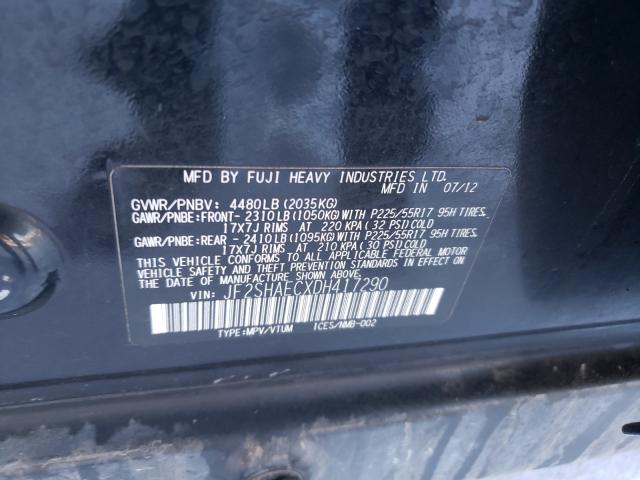 MFD BY FUJI HEAVY INDUSTRIES LTD.
MFD IN 07/12
GVWR/PNBV: 4480LB(2035KG)
GAWR/PNBE:FRONT-2310LB(1050KG)WITH P225/55R17 95H TIRES,
17X7J RIMS AT 220 KPA(32 PSI)COLD
GAWR/PNBE:REAR -2410LB(1095KG)WITH P225/55R17 95H TIRES,
17X7J RIMS AT 210 KPA(30 PSI)COLD
THIS VEHICLE CONFORMS TO ALL APPLICABLE FEDERAL MOTOR
VEHICLE SAFETY AND THEFT PREVENTION STANDARDS IN EFFECT ON
THE DATE OF MANUFACTURE SHOWN ABOVE.
VIN: JF2SHAECXDH417290
TYPE:MPV/VTUM ICES/NMB-002